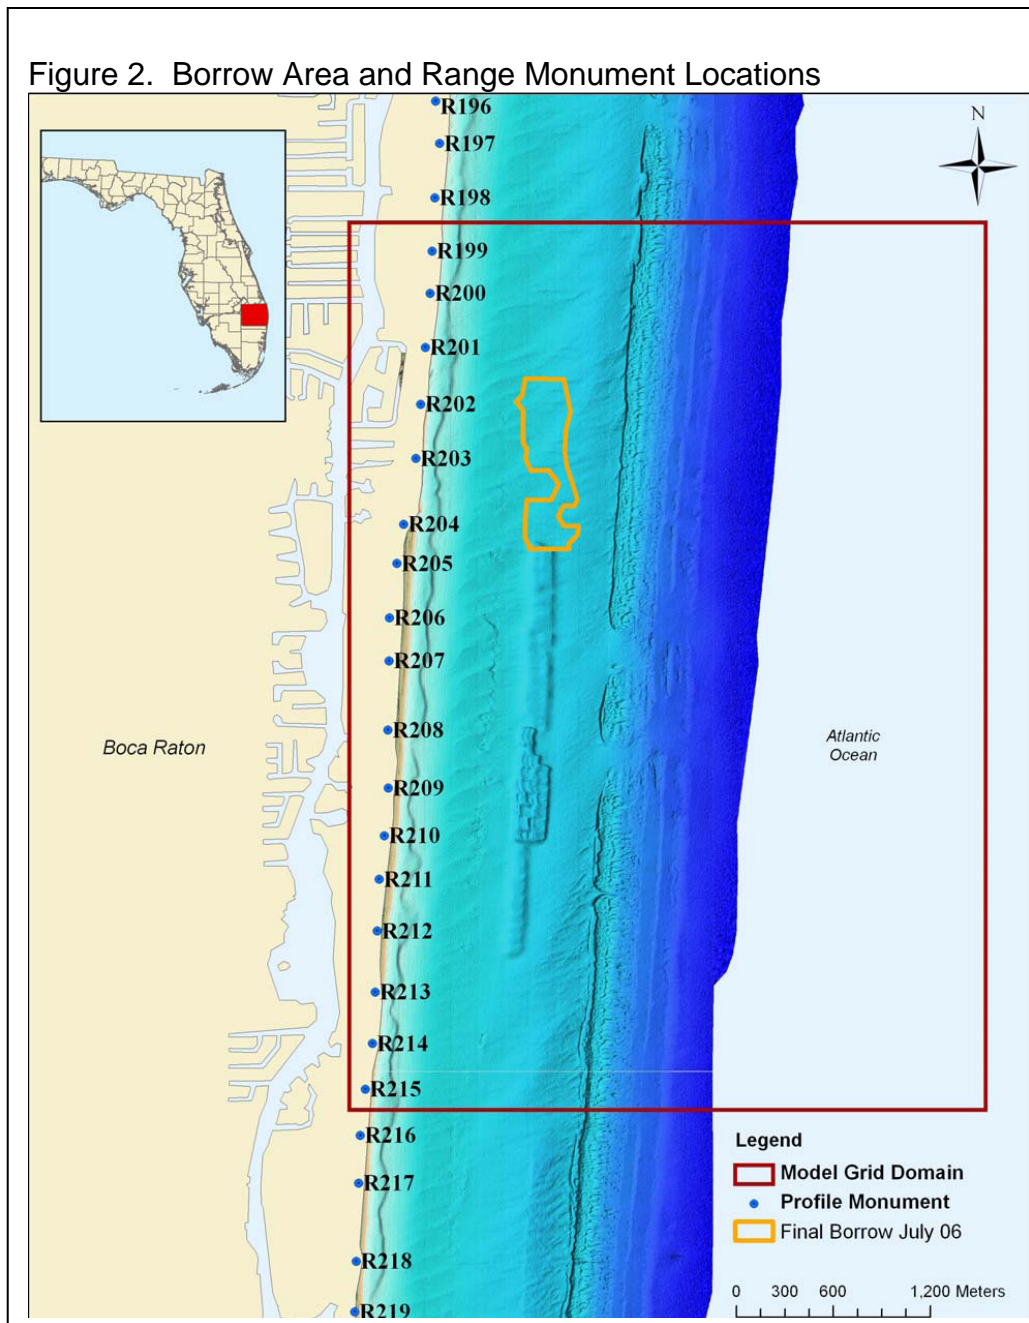 Figure 2. Borrow Area and Range Monument Locations
R196
N
R197
R198
R199
R200
R201
R202
R203
R204
R205
R206
R207
R208
Boca Raton
Atlantic
Ocean
R209
R210
R211
R212
R213
R214
R215
R216
R217
R218
R219
Legend
Model Grid Domain
Profile Monument
Final Borrow July 06
0 300 600 1,200 Meters